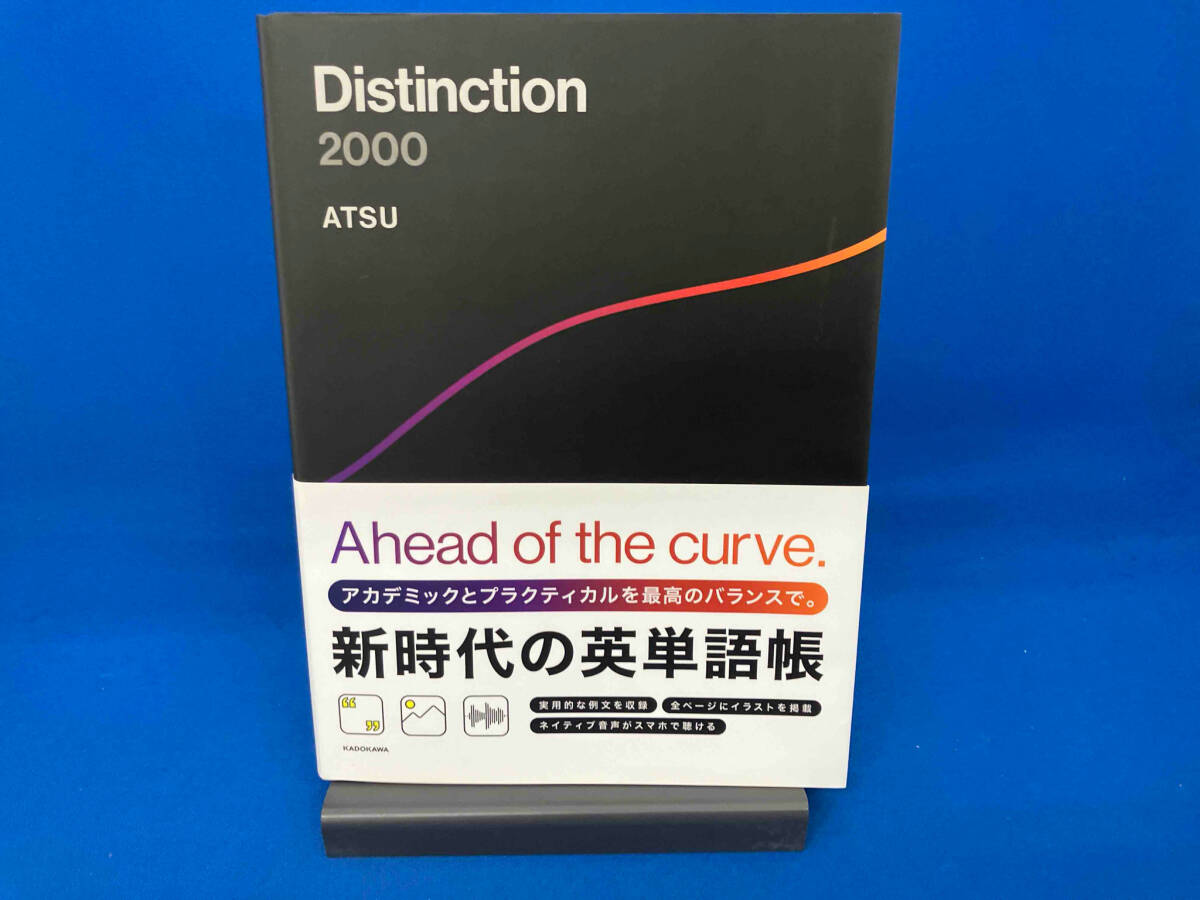 Distinction
2000
ATSU
Ahead of the curve.
アカデミックとプラクティカルを最高のバランスで。
新時代の英単語帳
実用的な例文を収録 全ページにイラストを掲載
ネイティブ音声がスマホで聴ける
KADOKAWA